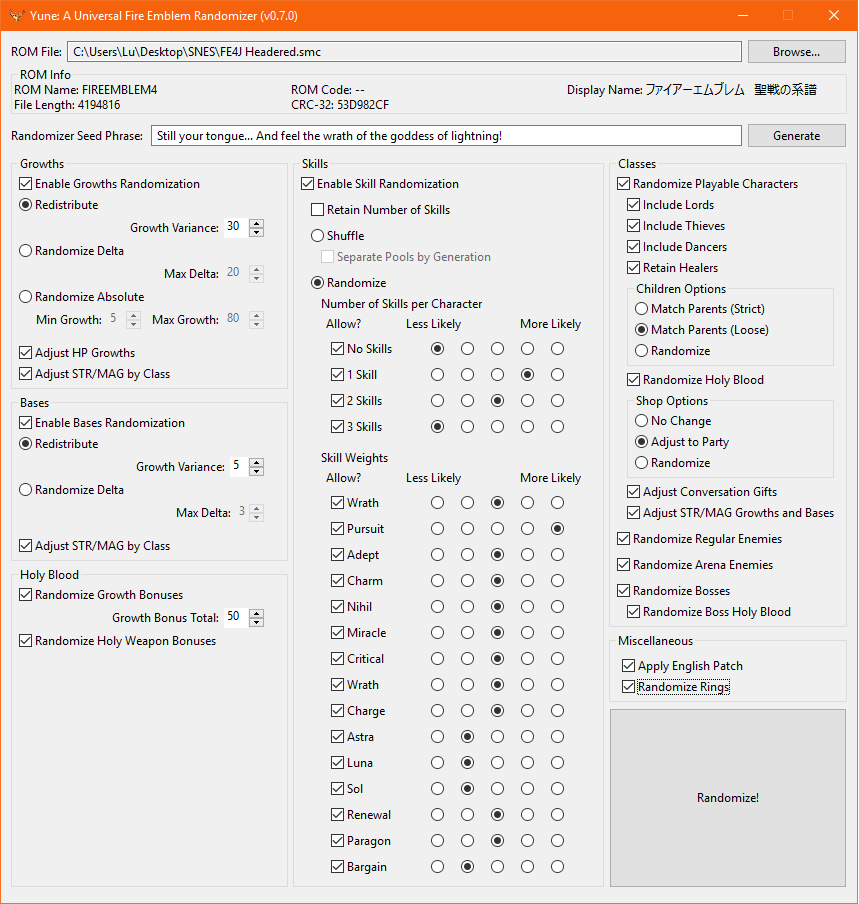 Yune: A Universal Fire Emblem Randomizer (v0.7.0)
ROM File: C:\Users\Lu\Desktop\SNES\FE4J Headered.smc Browse...
ROM Info
ROM Name: FIREEMBLEM4 ROM Code: -- Display Name: ファイアーエムブレム 聖戦の系譜
File Length: 4194816 CRC-32: 53D982CF
Randomizer Seed Phrase: Still your tongue... And feel the wrath of the goddess of lightning! Generate
Growths
Enable Growths Randomization
Redistribute
Growth Variance: 30
Randomize Delta
Max Delta: 20
Randomize Absolute
Min Growth: 5 Max Growth: 80
Adjust HP Growths
Adjust STR/MAG by Class
Bases
Enable Bases Randomization
Redistribute
Growth Variance: 5
Randomize Delta
Max Delta: 3
Adjust STR/MAG by Class
Holy Blood
Randomize Growth Bonuses
Growth Bonus Total: 50
Randomize Holy Weapon Bonuses
Skills
Enable Skill Randomization
Retain Number of Skills
Shuffle
Separate Pools by Generation
Randomize
Number of Skills per Character
Allow? Less Likely More Likely
No Skills
1 Skill
2 Skills
3 Skills
Skill Weights
Allow? Less Likely More Likely
Wrath
Pursuit
Adept
Charm
Nihil
Miracle
Critical
Wrath
Charge
Astra
Luna
Sol
Renewal
Paragon
Bargain
Classes
Randomize Playable Characters
Include Lords
Include Thieves
Include Dancers
Retain Healers
Children Options
Match Parents (Strict)
Match Parents (Loose)
Randomize
Randomize Holy Blood
Shop Options
No Change
Adjust to Party
Randomize
Adjust Conversation Gifts
Adjust STR/MAG Growths and Bases
Randomize Regular Enemies
Randomize Arena Enemies
Randomize Bosses
Randomize Boss Holy Blood
Miscellaneous
Apply English Patch
Randomize Rings
Randomize!